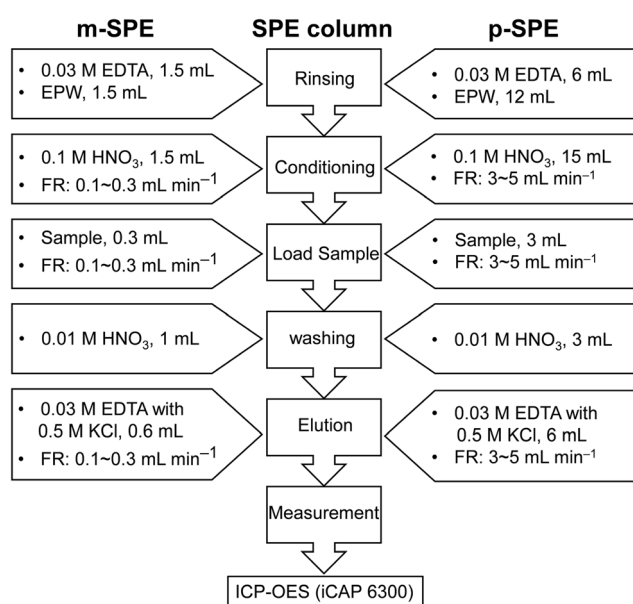 m-SPE SPE column p-SPE
• 0.03 M EDTA, 1.5 mL
• EPW, 1.5 mL
Rinsing
• 0.03 M EDTA, 6 mL
• EPW, 12 mL
• 0.1 M HNO₃, 1.5 mL
• FR: 0.1~0.3 mL min⁻¹
Conditioning
• 0.1 M HNO₃, 15 mL
• FR: 3~5 mL min⁻¹
• Sample, 0.3 mL
• FR: 0.1~0.3 mL min⁻¹
Load Sample
• Sample, 3 mL
• FR: 3~5 mL min⁻¹
• 0.01 M HNO₃, 1 mL
washing
• 0.01 M HNO₃, 3 mL
• 0.03 M EDTA with
0.5 M KCl, 0.6 mL
• FR: 0.1~0.3 mL min⁻¹
Elution
• 0.03 M EDTA with
0.5 M KCl, 6 mL
• FR: 3~5 mL min⁻¹
Measurement
ICP-OES (iCAP 6300)